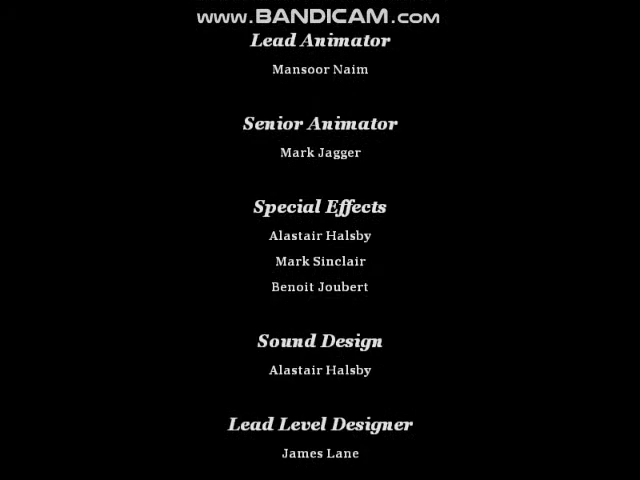 www.BANDICAM.com
Lead Animator
Mansoor Naim
Senior Animator
Mark Jagger
Special Effects
Alastair Halsby
Mark Sinclair
Benoit Joubert
Sound Design
Alastair Halsby
Lead Level Designer
James Lane